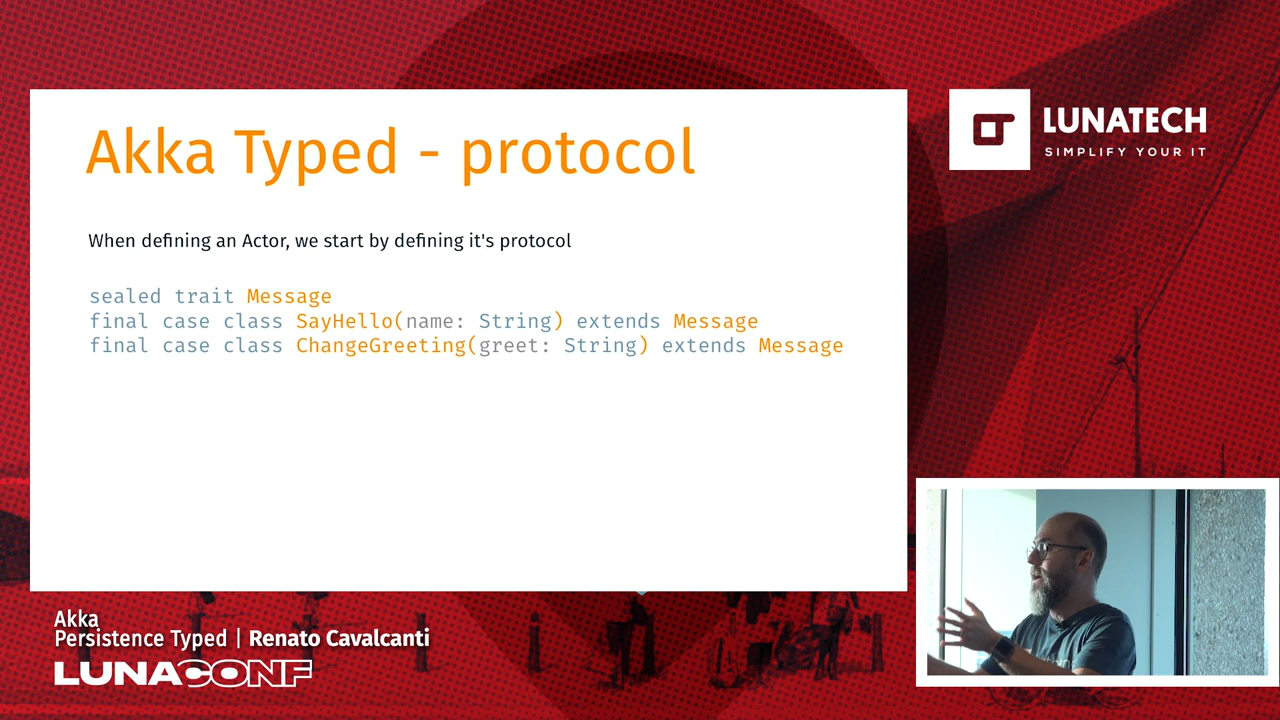 Akka Typed - protocol
When defining an Actor, we start by defining it's protocol
sealed trait Message
final case class SayHello(name: String) extends Message
final case class ChangeGreeting(greet: String) extends Message
LUNATECH
SIMPLIFY YOUR IT
Akka
Persistence Typed | Renato Cavalcanti
LUNACONF